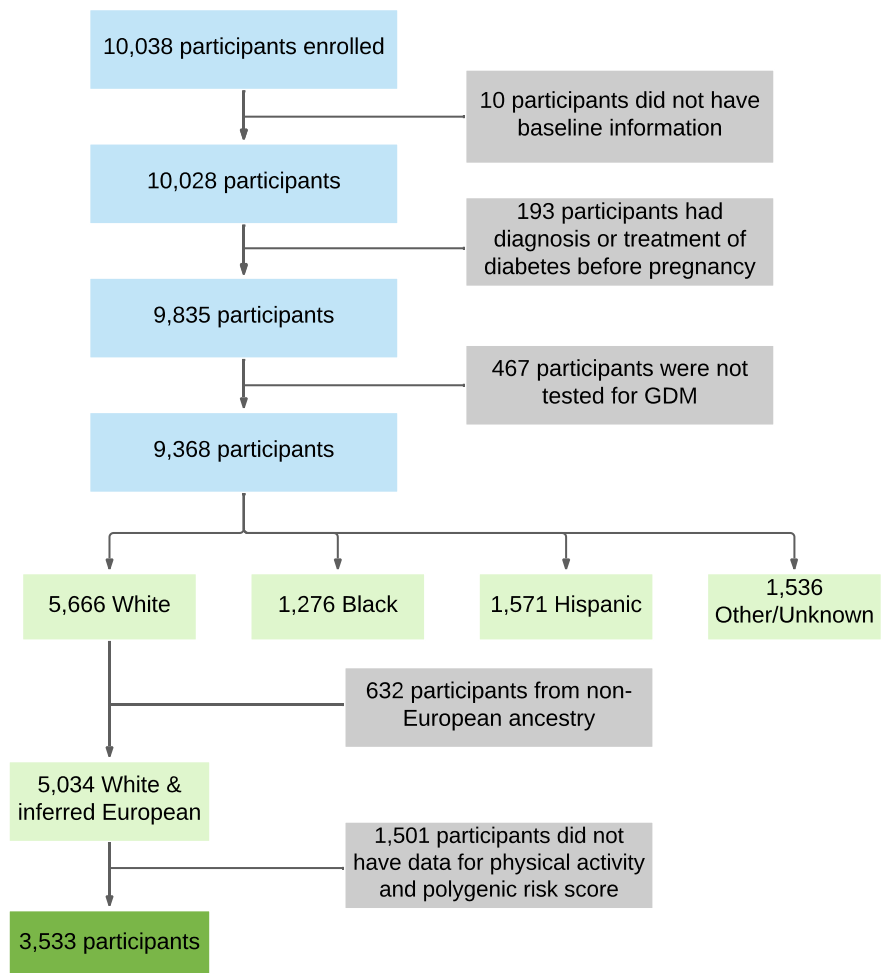 10,038 participants enrolled
10 participants did not have
baseline information
10,028 participants
193 participants had
diagnosis or treatment of
diabetes before pregnancy
9,835 participants
467 participants were not
tested for GDM
9,368 participants
5,666 White
1,276 Black
1,571 Hispanic
1,536
Other/Unknown
632 participants from non-
European ancestry
5,034 White &
inferred European
1,501 participants did not
have data for physical activity
and polygenic risk score
3,533 participants